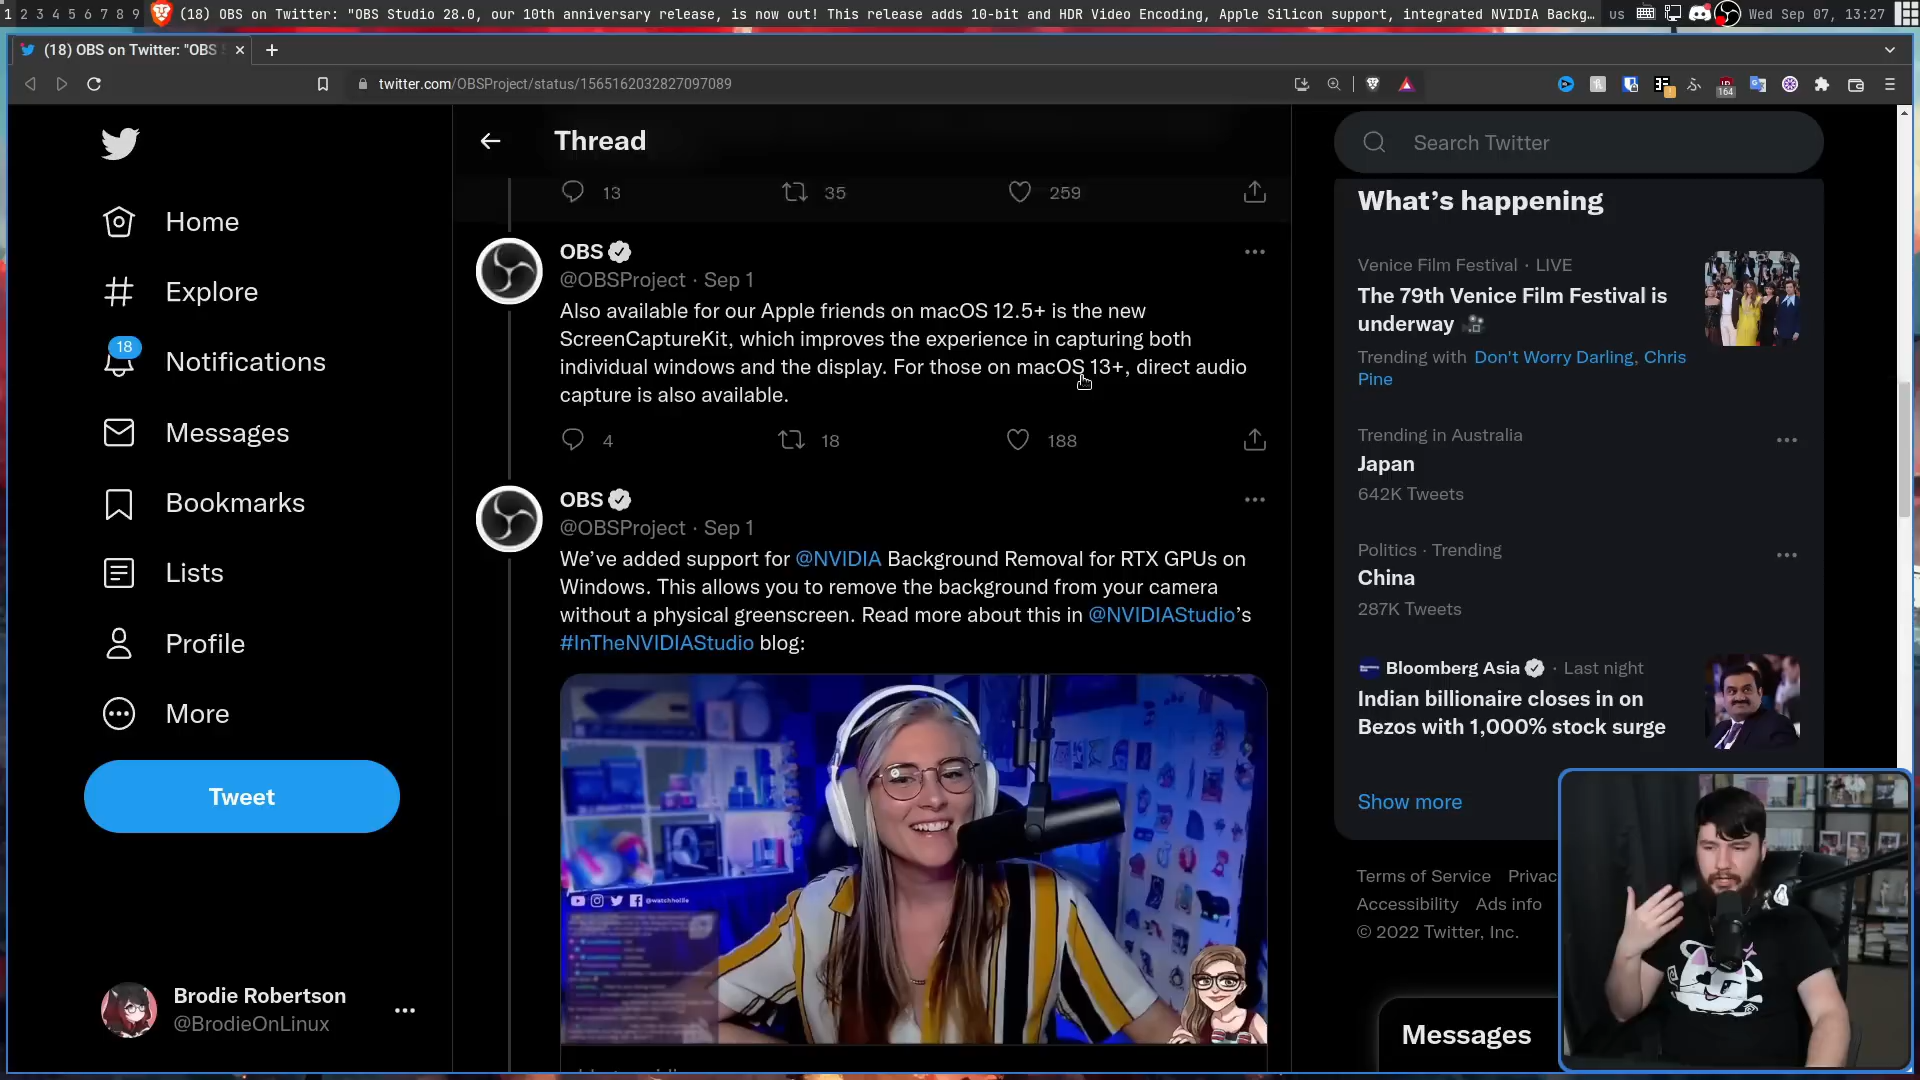 1 2 3 4 5 6 7 8 9 (18) OBS on Twitter: "OBS Studio 28.0, our 10th anniversary release, is now out! This release adds 10-bit and HDR Video Encoding, Apple Silicon support, integrated NVIDIA Backg… us Wed Sep 07, 13:27
(18) OBS on Twitter: "OBS
twitter.com/OBSProject/status/1565162032827097089
164
Home
Explore
18
Notifications
Messages
Bookmarks
Lists
Profile
More
Tweet
Brodie Robertson
@BrodieOnLinux
Thread
13 35 259
OBS
@OBSProject · Sep 1
Also available for our Apple friends on macOS 12.5+ is the new
ScreenCaptureKit, which improves the experience in capturing both
individual windows and the display. For those on macOS 13+, direct audio
capture is also available.
4 18 188
OBS
@OBSProject · Sep 1
We've added support for @NVIDIA Background Removal for RTX GPUs on
Windows. This allows you to remove the background from your camera
without a physical greenscreen. Read more about this in @NVIDIAStudio's
#InTheNVIDIAStudio blog:
@watchhollie
Search Twitter
What's happening
Venice Film Festival · LIVE
The 79th Venice Film Festival is
underway
Trending with Don't Worry Darling, Chris
Pine
Trending in Australia
Japan
642K Tweets
Politics · Trending
China
287K Tweets
Bloomberg Asia · Last night
Indian billionaire closes in on
Bezos with 1,000% stock surge
Show more
Terms of Service Privac
Accessibility Ads info
© 2022 Twitter, Inc.
Messages